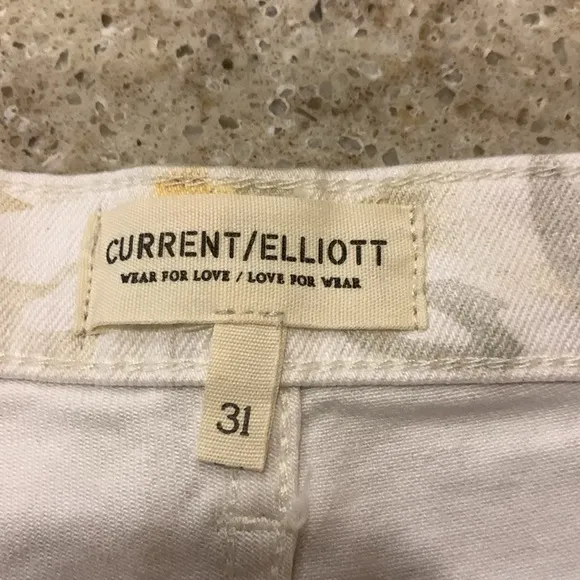 CURRENT/ELLIOTT
WEAR FOR LOVE / LOVE FOR WEAR
31